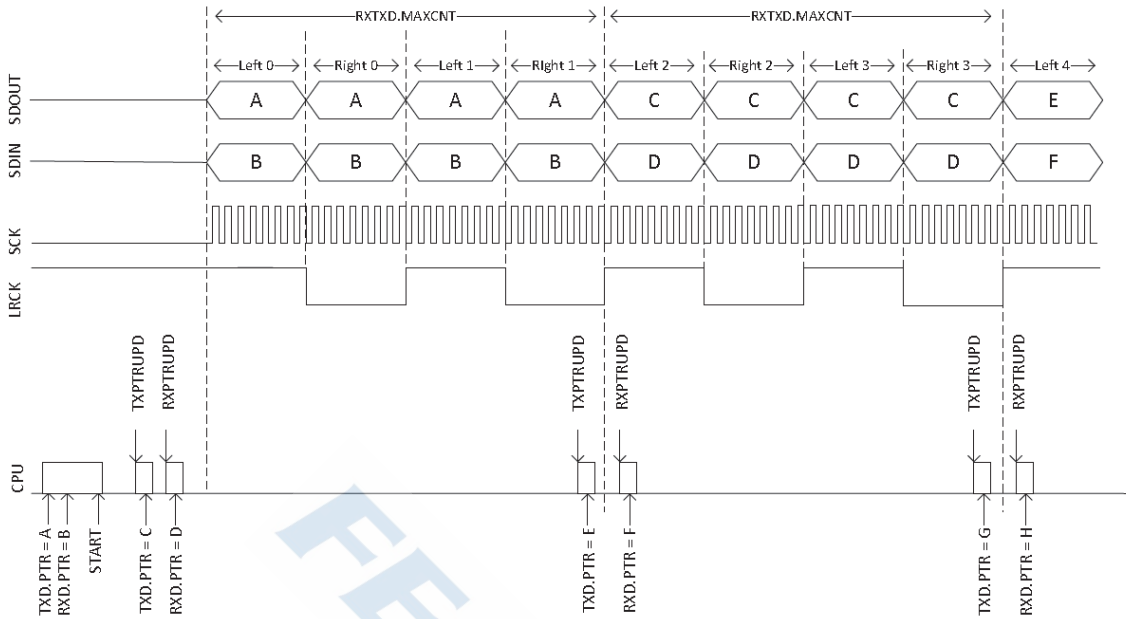 RXTXD.MAXCNT RXTXD.MAXCNT
Left 0 Right 0 Left 1 RIght 1 Left 2 Right 2 Left 3 Right 3 Left 4
SDOUT A A A A C C C C E
SDIN B B B B D D D D F
SCK
LRCK
TXPTRUPD RXPTRUPD TXPTRUPD RXPTRUPD TXPTRUPD RXPTRUPD
CPU
TXD.PTR = A RXD.PTR = B START TXD.PTR = C RXD.PTR = D TXD.PTR = E RXD.PTR = F TXD.PTR = G RXD.PTR = H